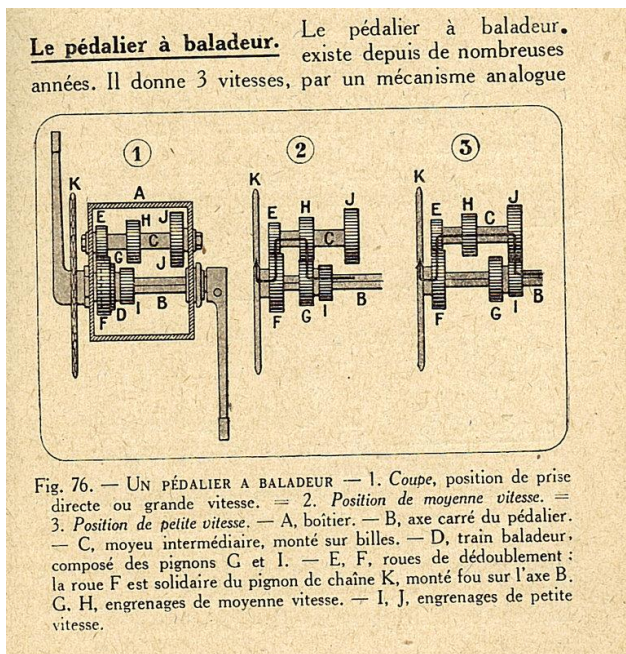 Le pédalier à baladeur.
Le pédalier à baladeur.
existe depuis de nombreuses
années. Il donne 3 vitesses, par un mécanisme analogue
1
2
3
K
A
E
H
J
C
G
J
F
D
I
B
K
E
H
J
C
F
G
I
B
K
E
H
C
J
F
G
I
B
Fig. 76. — UN PÉDALIER A BALADEUR — 1. Coupe, position de prise
directe ou grande vitesse. = 2. Position de moyenne vitesse. =
3. Position de petite vitesse. — A, boîtier. — B, axe carré du pédalier.
— C, moyeu intermédiaire, monté sur billes. — D, train baladeur,
composé des pignons G et I. — E, F, roues de dédoublement :
la roue F est solidaire du pignon de chaîne K, monté fou sur l'axe B.
G, H, engrenages de moyenne vitesse. — I, J, engrenages de petite
vitesse.